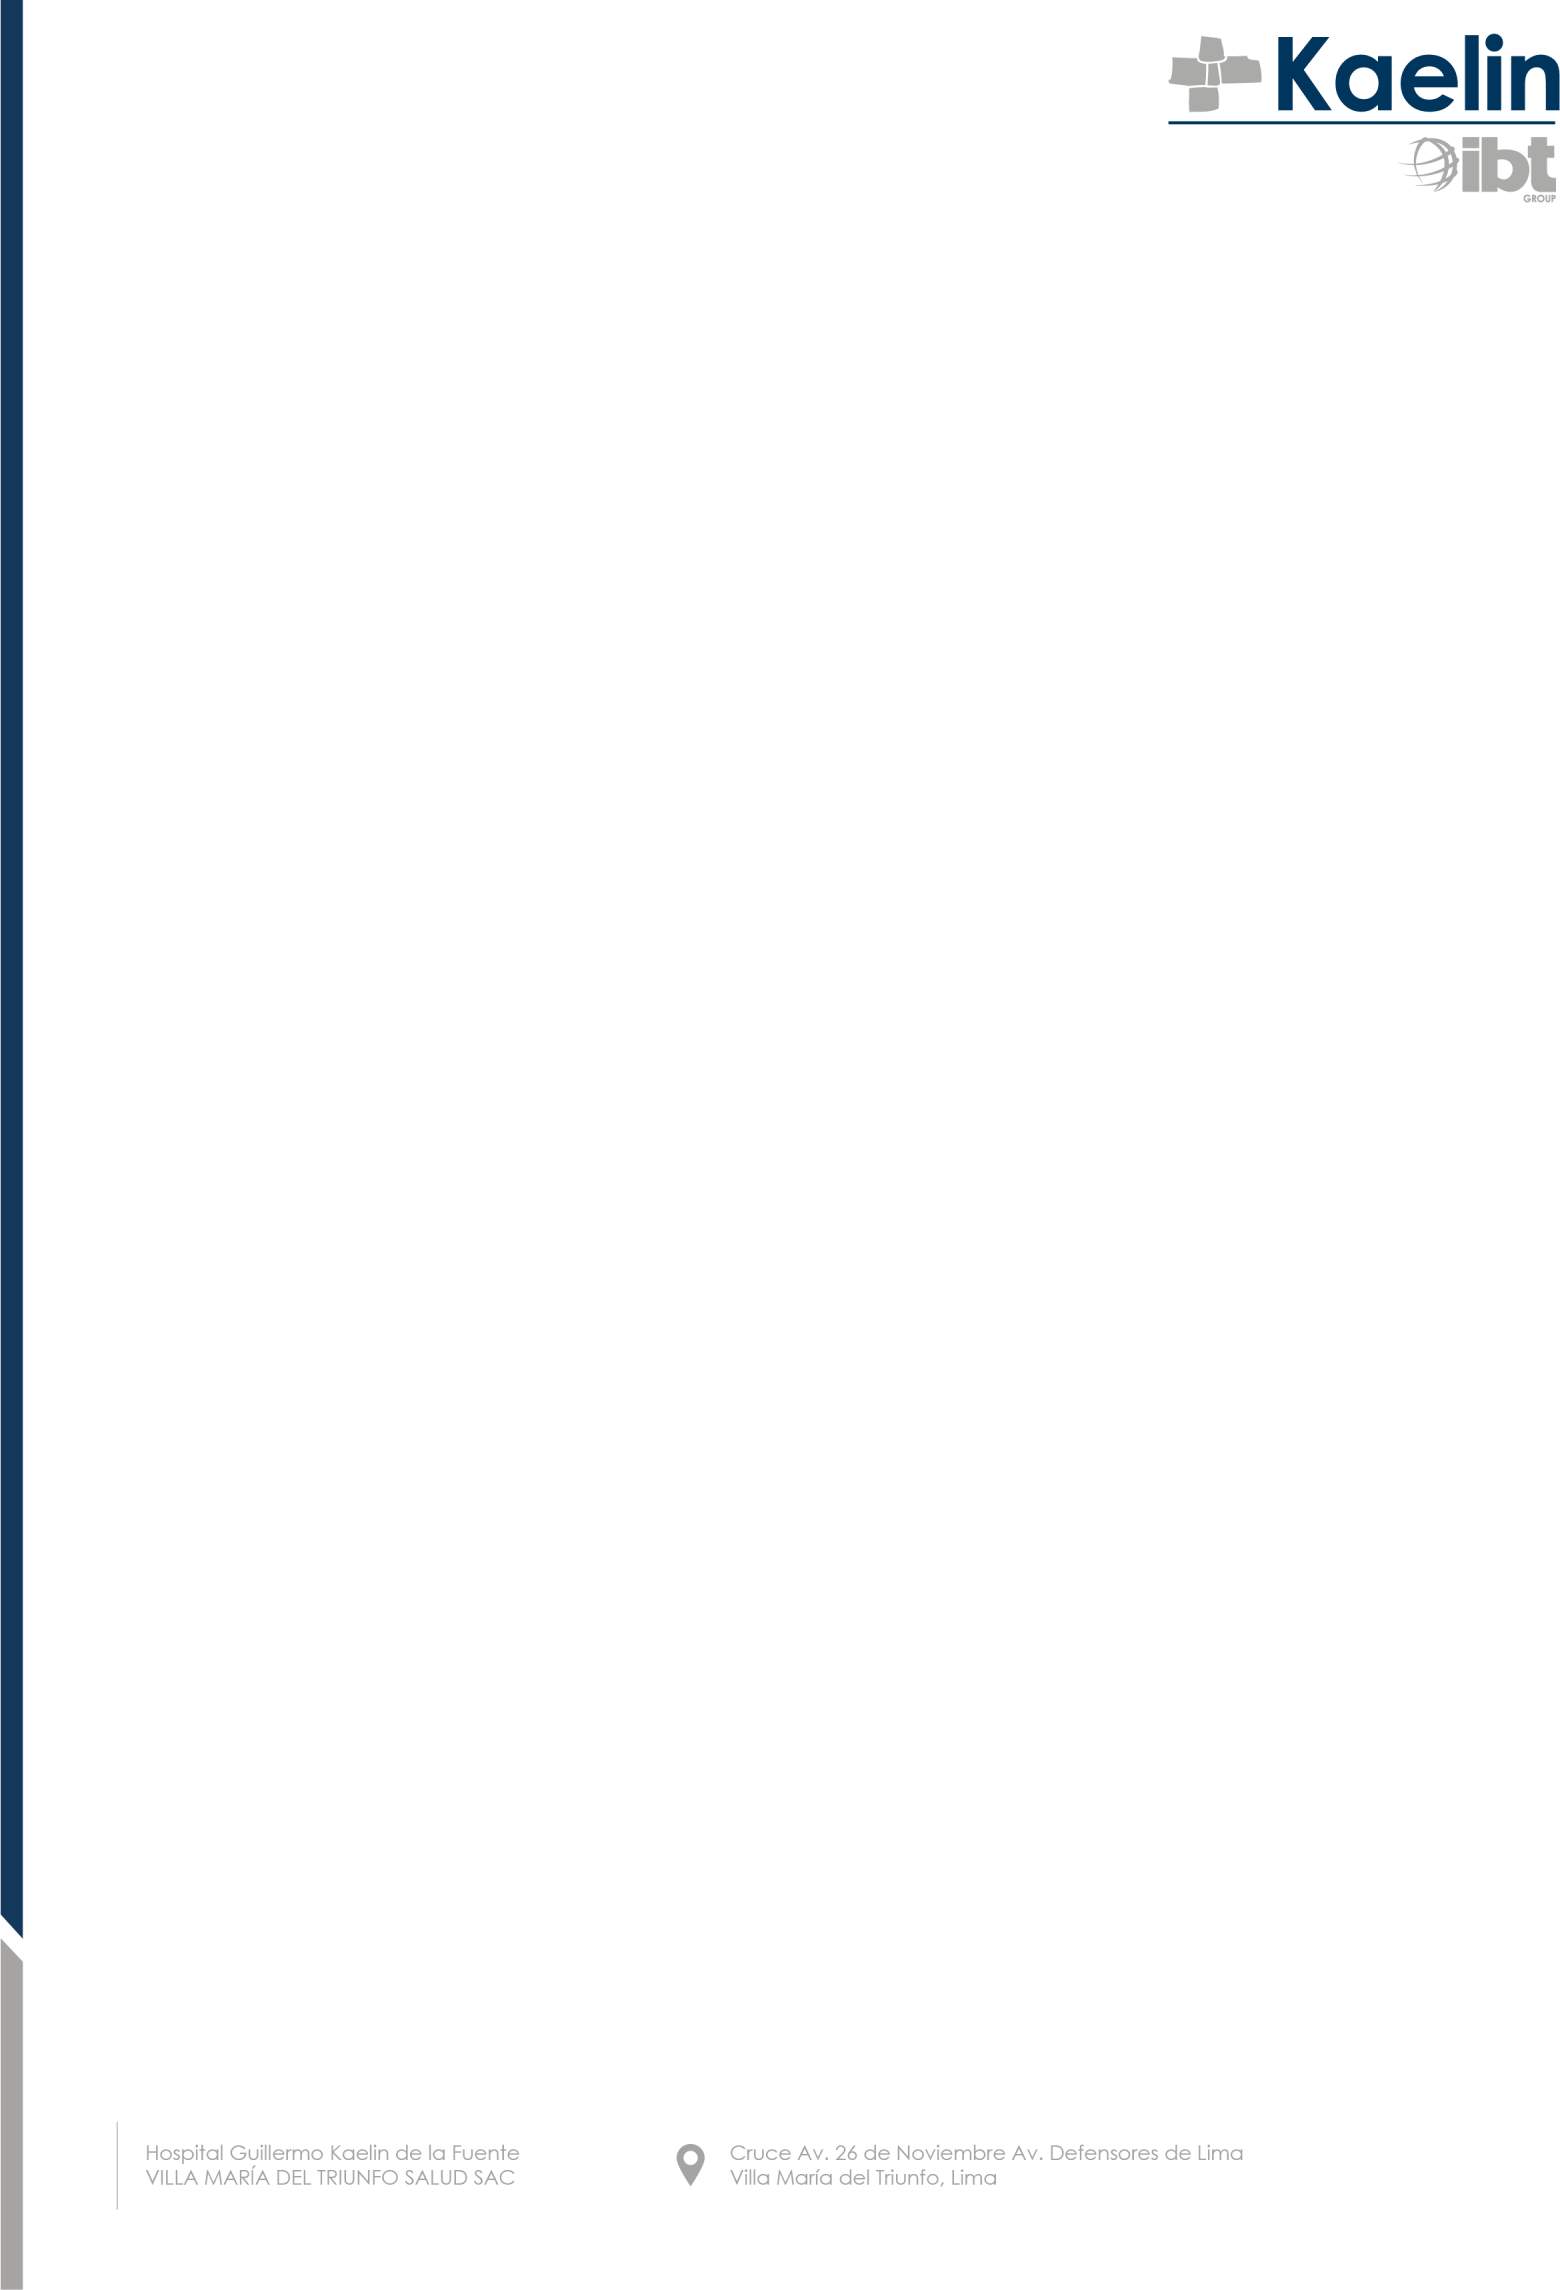 Kaelin
ibt
GROUP
Hospital Guillermo Kaelin de la Fuente
VILLA MARÍA DEL TRIUNFO SALUD SAC
Cruce Av. 26 de Noviembre Av. Defensores de Lima
Villa María del Triunfo, Lima